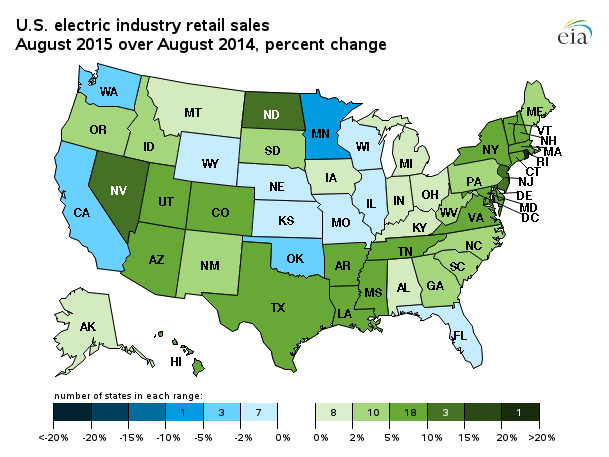 U.S. electric industry retail sales
August 2015 over August 2014, percent change
eia
WA
MT
ND
MN
ME
OR
ID
SD
WI
MI
VT
NH
NY
MA
RI
CT
WY
IA
PA
NJ
NE
NV
UT
CO
IL
IN
OH
DE
MD
DC
WV
VA
CA
KS
MO
KY
AZ
NM
OK
AR
TN
NC
SC
TX
LA
MS
AL
GA
AK
HI
FL
number of states in each range:
1 3 7 8 10 18 3 1
<-20% -20% -15% -10% -5% -2% 0% 0% 2% 5% 10% 15% 20% >20%